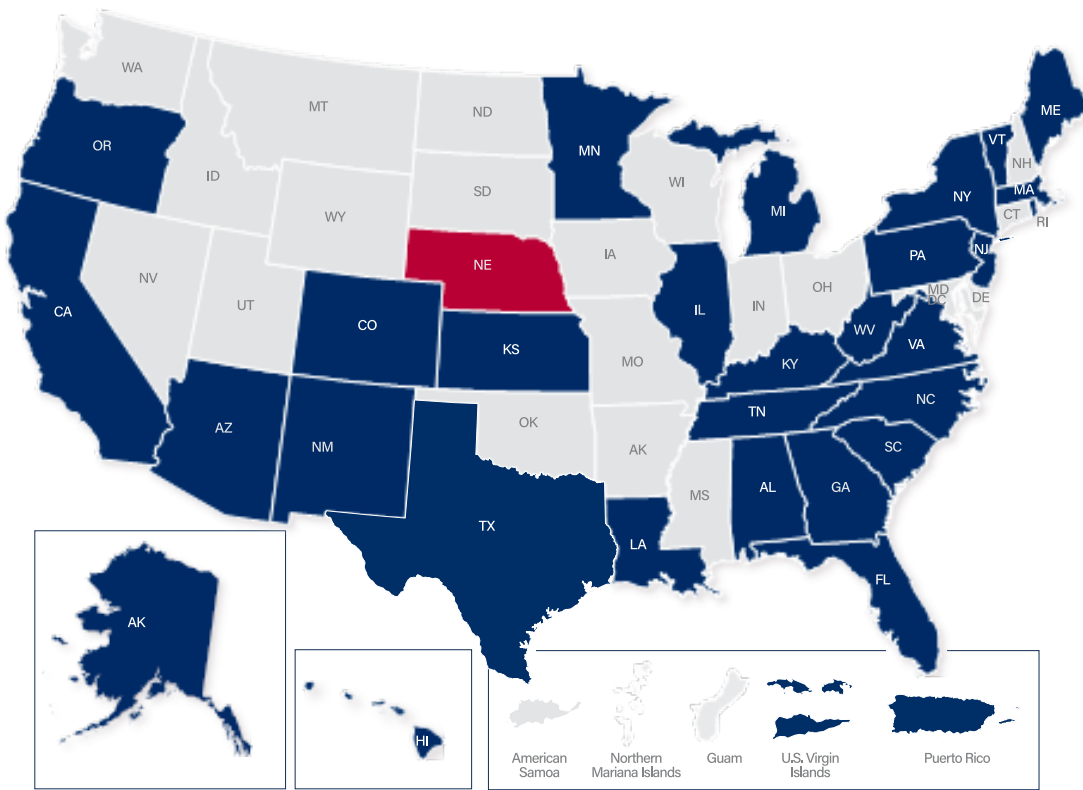 WA
MT
ND
MN
ME
VT
NH
OR
ID
SD
WI
MI
NY
MA
CT
RI
WY
NE
IA
PA
NJ
NV
UT
CO
KS
IL
IN
OH
MD
DC
DE
CA
MO
KY
WV
VA
AZ
NM
OK
AK
TN
NC
SC
TX
LA
MS
AL
GA
FL
AK
HI
American
Samoa
Northern
Mariana Islands
Guam
U.S. Virgin
Islands
Puerto Rico